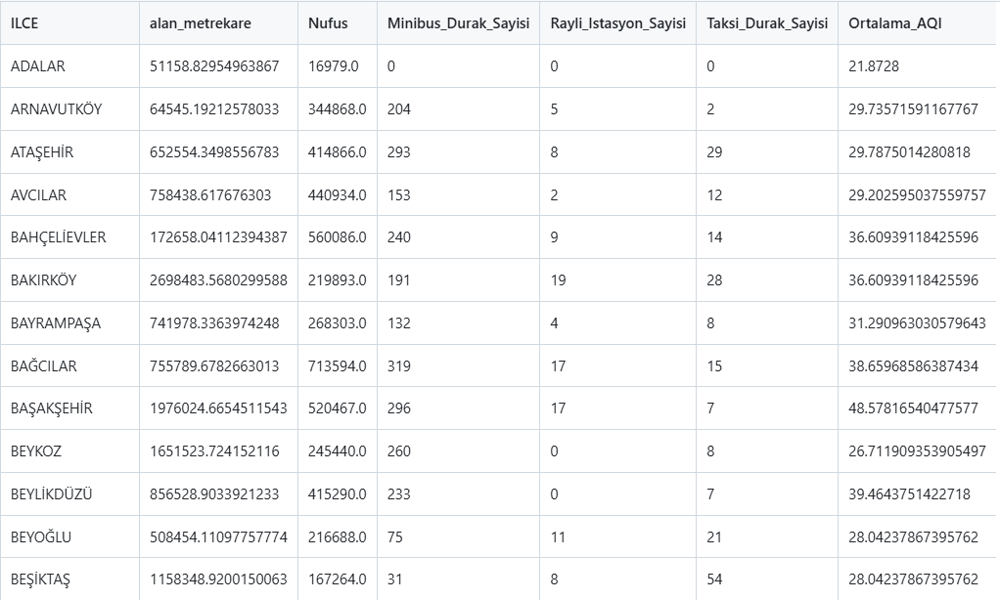 ILCE alan_metrekare Nufus Minibus_Durak_Sayisi Rayli_Istasyon_Sayisi Taksi_Durak_Sayisi Ortalama_AQI
ADALAR 51158.82954963867 16979.0 0 0 0 21.8728
ARNAVUTKÖY 64545.19212578033 344868.0 204 5 2 29.73571591167767
ATAŞEHİR 652554.3498556783 414866.0 293 8 29 29.7875014280818
AVCILAR 758438.617676303 440934.0 153 2 12 29.202595037559757
BAHÇELİEVLER 172658.04112394387 560086.0 240 9 14 36.60939118425596
BAKIRKÖY 2698483.5680299588 219893.0 191 19 28 36.60939118425596
BAYRAMPAŞA 741978.3363974248 268303.0 132 4 8 31.290963030579643
BAĞCILAR 755789.6782663013 713594.0 319 17 15 38.65968586387434
BAŞAKŞEHİR 1976024.6654511543 520467.0 296 17 7 48.57816540477577
BEYKOZ 1651523.724152116 245440.0 260 0 8 26.711909353905497
BEYLİKDÜZÜ 856528.9033921233 415290.0 233 0 7 39.4643751422718
BEYOĞLU 508454.11097757774 216688.0 75 11 21 28.04237867395762
BEŞİKTAŞ 1158348.9200150063 167264.0 31 8 54 28.04237867395762